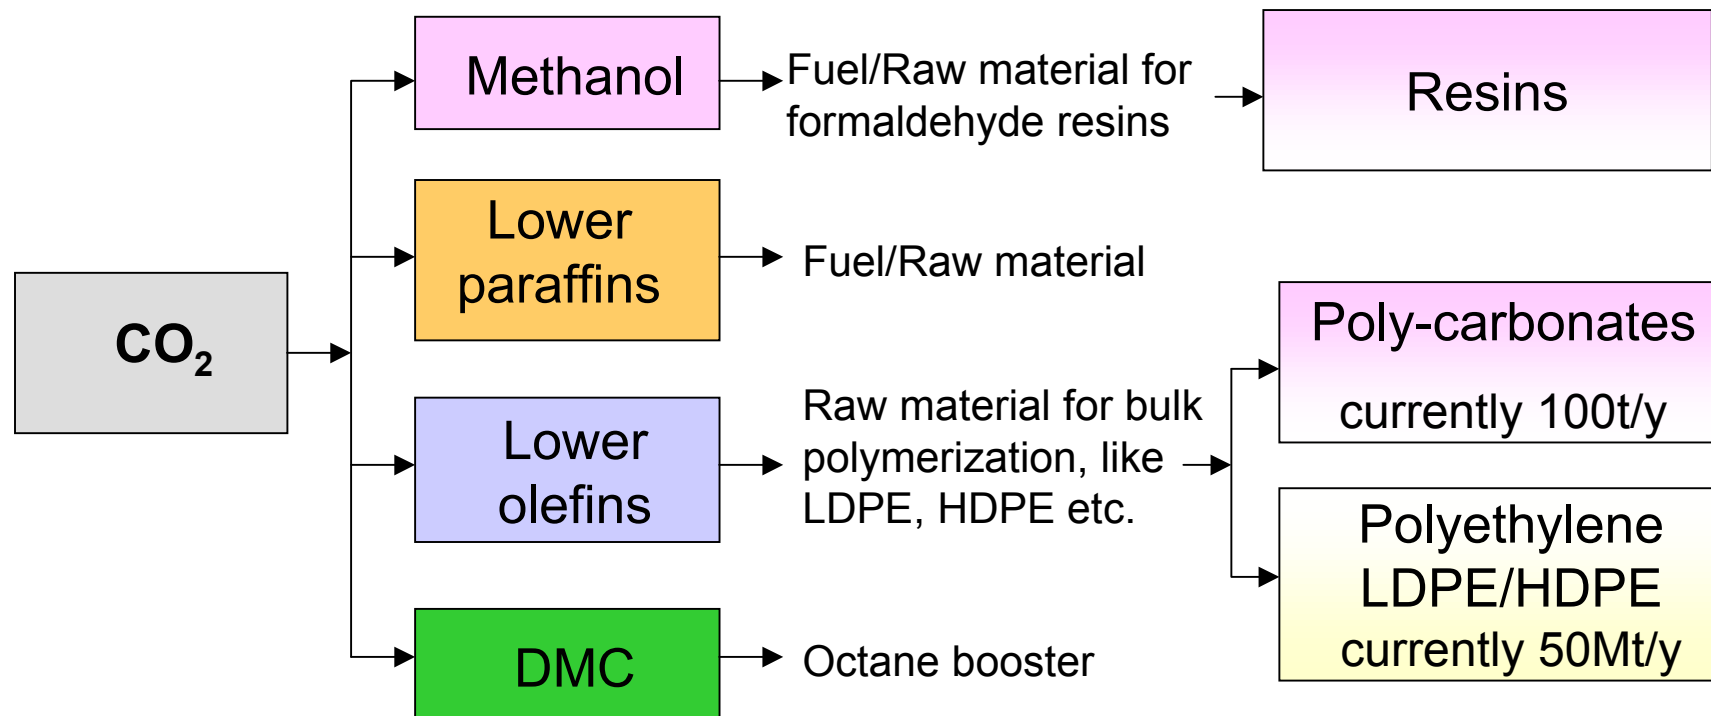 Methanol
Fuel/Raw material for
formaldehyde resins
Resins
Lower
paraffins
Fuel/Raw material
CO₂
Lower
olefins
Raw material for bulk
polymerization, like
LDPE, HDPE etc.
Poly-carbonates
currently 100t/y
Polyethylene
LDPE/HDPE
currently 50Mt/y
DMC
Octane booster